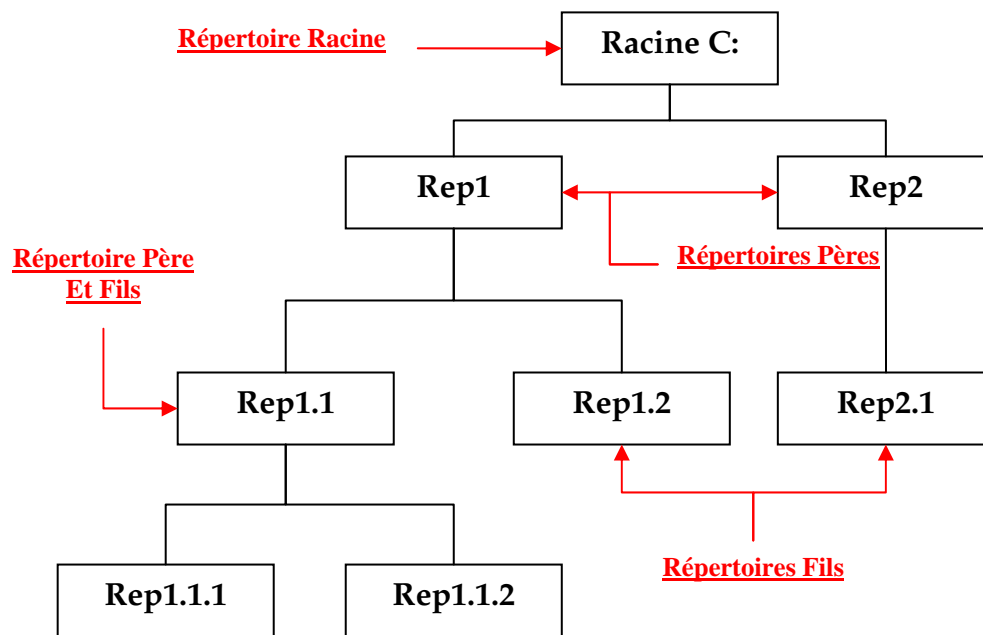 Répertoire Racine
Racine C:
Rep1
Rep2
Répertoire Père
Et Fils
Répertoires Pères
Rep1.1
Rep1.2
Rep2.1
Répertoires Fils
Rep1.1.1
Rep1.1.2